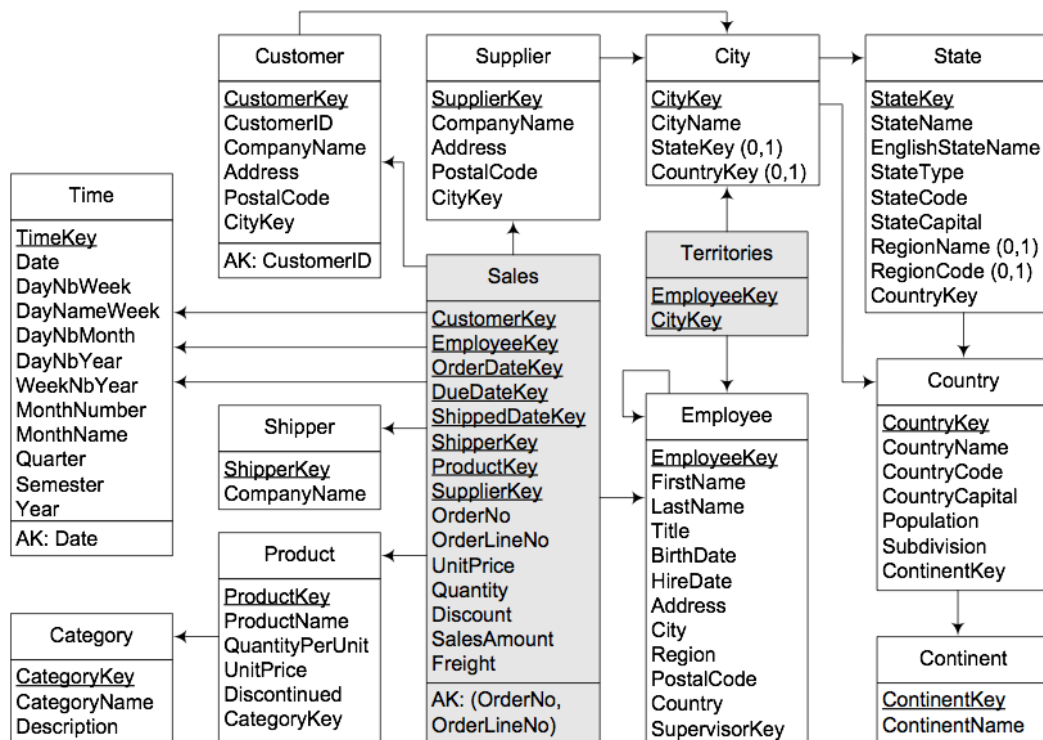 Customer
CustomerKey
CustomerID
CompanyName
Address
PostalCode
CityKey
AK: CustomerID
Supplier
SupplierKey
CompanyName
Address
PostalCode
CityKey
City
CityKey
CityName
StateKey (0,1)
CountryKey (0,1)
State
StateKey
StateName
EnglishStateName
StateType
StateCode
StateCapital
RegionName (0,1)
RegionCode (0,1)
CountryKey
Time
TimeKey
Date
DayNbWeek
DayNameWeek
DayNbMonth
DayNbYear
WeekNbYear
MonthNumber
MonthName
Quarter
Semester
Year
AK: Date
Sales
CustomerKey
EmployeeKey
OrderDateKey
DueDateKey
ShippedDateKey
ShipperKey
ProductKey
SupplierKey
OrderNo
OrderLineNo
UnitPrice
Quantity
Discount
SalesAmount
Freight
AK: (OrderNo,
OrderLineNo)
Territories
EmployeeKey
CityKey
Shipper
ShipperKey
CompanyName
Employee
EmployeeKey
FirstName
LastName
Title
BirthDate
HireDate
Address
City
Region
PostalCode
Country
SupervisorKey
Country
CountryKey
CountryName
CountryCode
CountryCapital
Population
Subdivision
ContinentKey
Product
ProductKey
ProductName
QuantityPerUnit
UnitPrice
Discontinued
CategoryKey
Category
CategoryKey
CategoryName
Description
Continent
ContinentKey
ContinentName